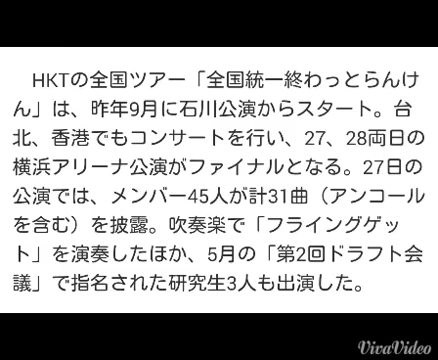 HKTの全国ツアー「全国統一終わっとらんけ
ん」は、昨年9月に石川公演からスタート。台
北、香港でもコンサートを行い、27、28両日の
横浜アリーナ公演がファイナルとなる。27日の
公演では、メンバー45人が計31曲（アンコール
を含む）を披露。吹奏楽で「フライングゲッ
ト」を演奏したほか、5月の「第2回ドラフト会
議」で指名された研究生3人も出演した。
VivaVideo